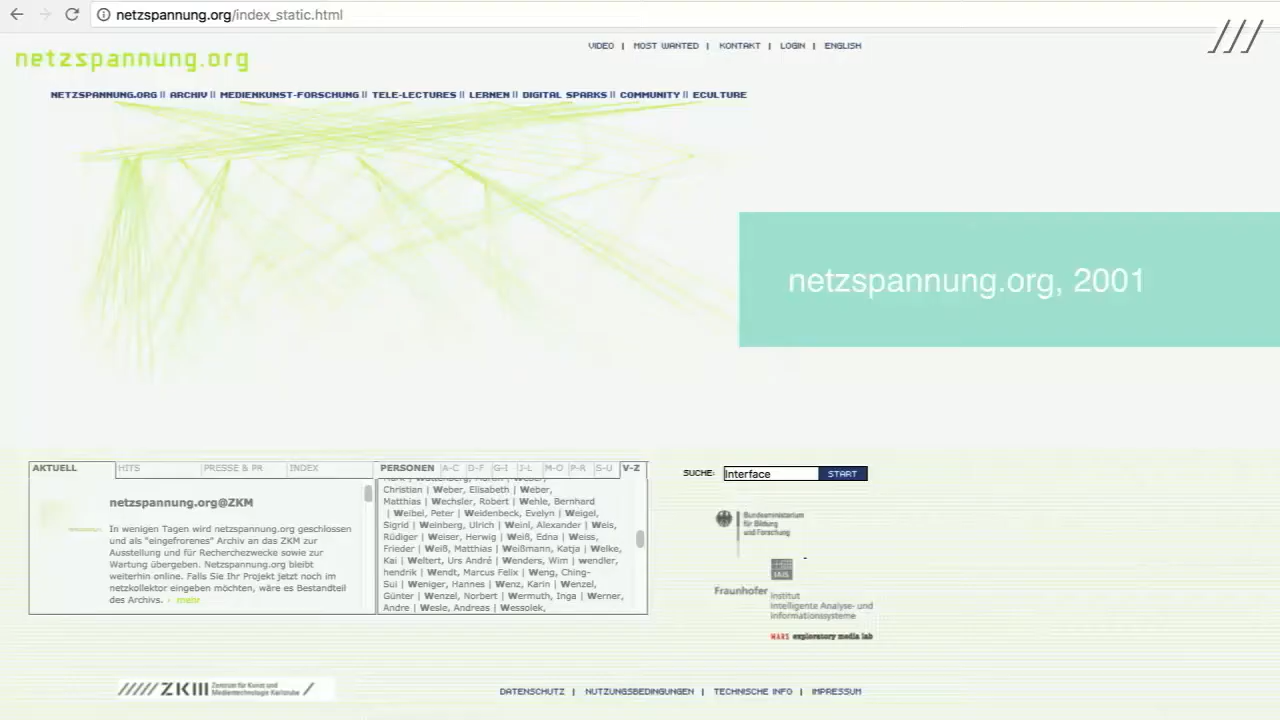 netzspannung.org/index_static.html
VIDEO | MOST WANTED | KONTAKT | LOGIN | ENGLISH
netzspannung.org
NETZSPANNUNG.ORG || ARCHIV || MEDIENKUNST-FORSCHUNG || TELE-LECTURES || LERNEN || DIGITAL SPARKS || COMMUNITY || ECULTURE
netzspannung.org, 2001
AKTUELL HITS PRESSE & PR INDEX
netzspannung.org@ZKM
In wenigen Tagen wird netzspannung.org geschlossen
und als "eingefrorenes" Archiv an das ZKM zur
Ausstellung und für Recherchezwecke sowie zur
Wartung übergeben. Netzspannung.org bleibt
weiterhin online. Falls Sie Ihr Projekt jetzt noch im
netzkollektor eingeben möchten, wäre es Bestandteil
des Archivs. › mehr
PERSONEN A-C D-F G-I J-L M-O P-R S-U V-Z
Christian | Weber, Elisabeth | Weber,
Matthias | Wechsler, Robert | Wehle, Bernhard
| Weibel, Peter | Weidenbeck, Evelyn | Weigel,
Sigrid | Weinberg, Ulrich | Weinl, Alexander | Weis,
Rüdiger | Weiser, Herwig | Weiß, Edna | Weiss,
Frieder | Weiß, Matthias | Weißmann, Katja | Welke,
Kai | Weltert, Urs André | Wenders, Wim | wendler,
hendrik | Wendt, Marcus Felix | Weng, Ching-
Sui | Weniger, Hannes | Wenz, Karin | Wenzel,
Günter | Wenzel, Norbert | Wermuth, Inga | Werner,
Andre | Wesle, Andreas | Wessolek,
SUCHE: Interface START
Bundesministerium
für Bildung
und Forschung
IAIS
Fraunhofer Institut
Intelligente Analyse- und
Informationssysteme
MARS exploratory media lab
ZKM Zentrum für Kunst und
Medientechnologie Karlsruhe
DATENSCHUTZ | NUTZUNGSBEDINGUNGEN | TECHNISCHE INFO | IMPRESSUM